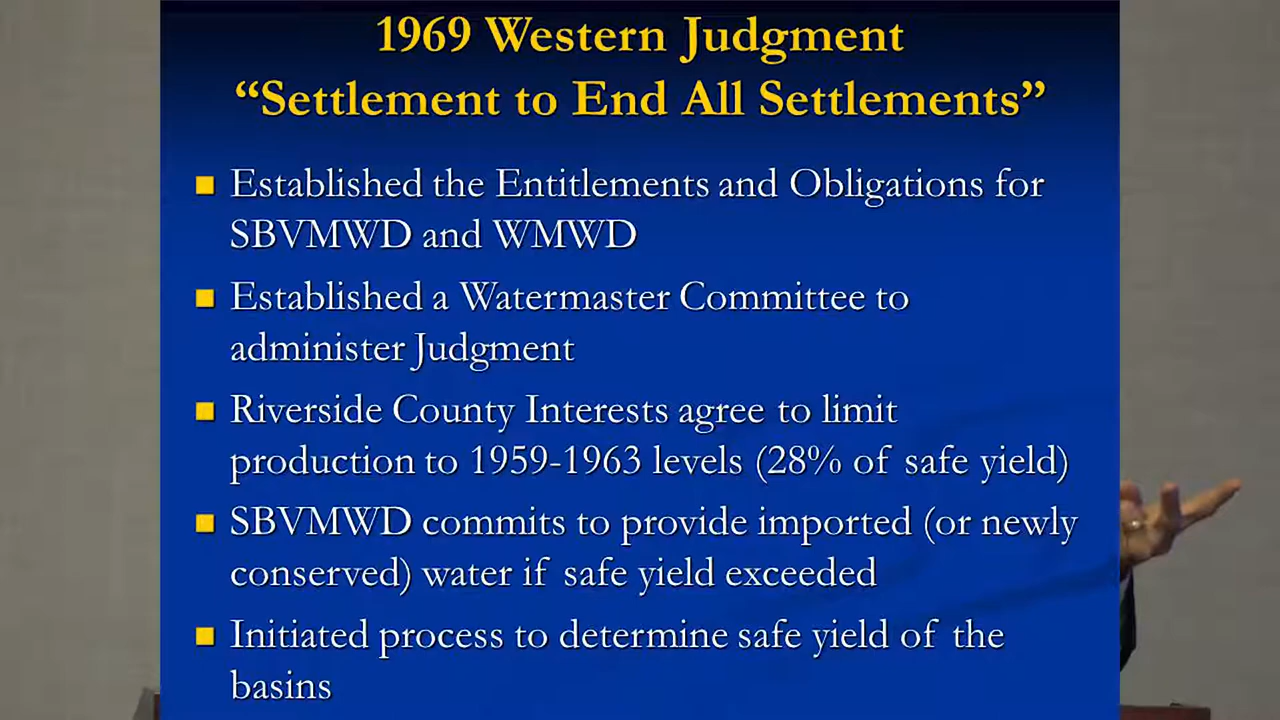 1969 Western Judgment
“Settlement to End All Settlements”
Established the Entitlements and Obligations for
SBVMWD and WMWD
Established a Watermaster Committee to
administer Judgment
Riverside County Interests agree to limit
production to 1959-1963 levels (28% of safe yield)
SBVMWD commits to provide imported (or newly
conserved) water if safe yield exceeded
Initiated process to determine safe yield of the
basins